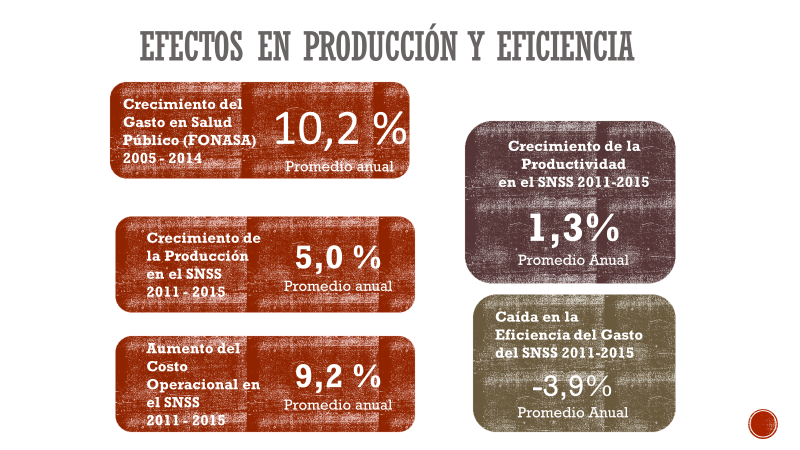 EFECTOS EN PRODUCCIÓN Y EFICIENCIA
Crecimiento del
Gasto en Salud
Público (FONASA)
2005 - 2014
10,2 %
Promedio anual
Crecimiento de
la Producción
en el SNSS
2011 - 2015
5,0 %
Promedio anual
Aumento del
Costo
Operacional en
el SNSS
2011 - 2015
9,2 %
Promedio anual
Crecimiento de la
Productividad
en el SNSS 2011-2015
1,3%
Promedio Anual
Caída en la
Eficiencia del Gasto
del SNSS 2011-2015
-3,9%
Promedio Anual